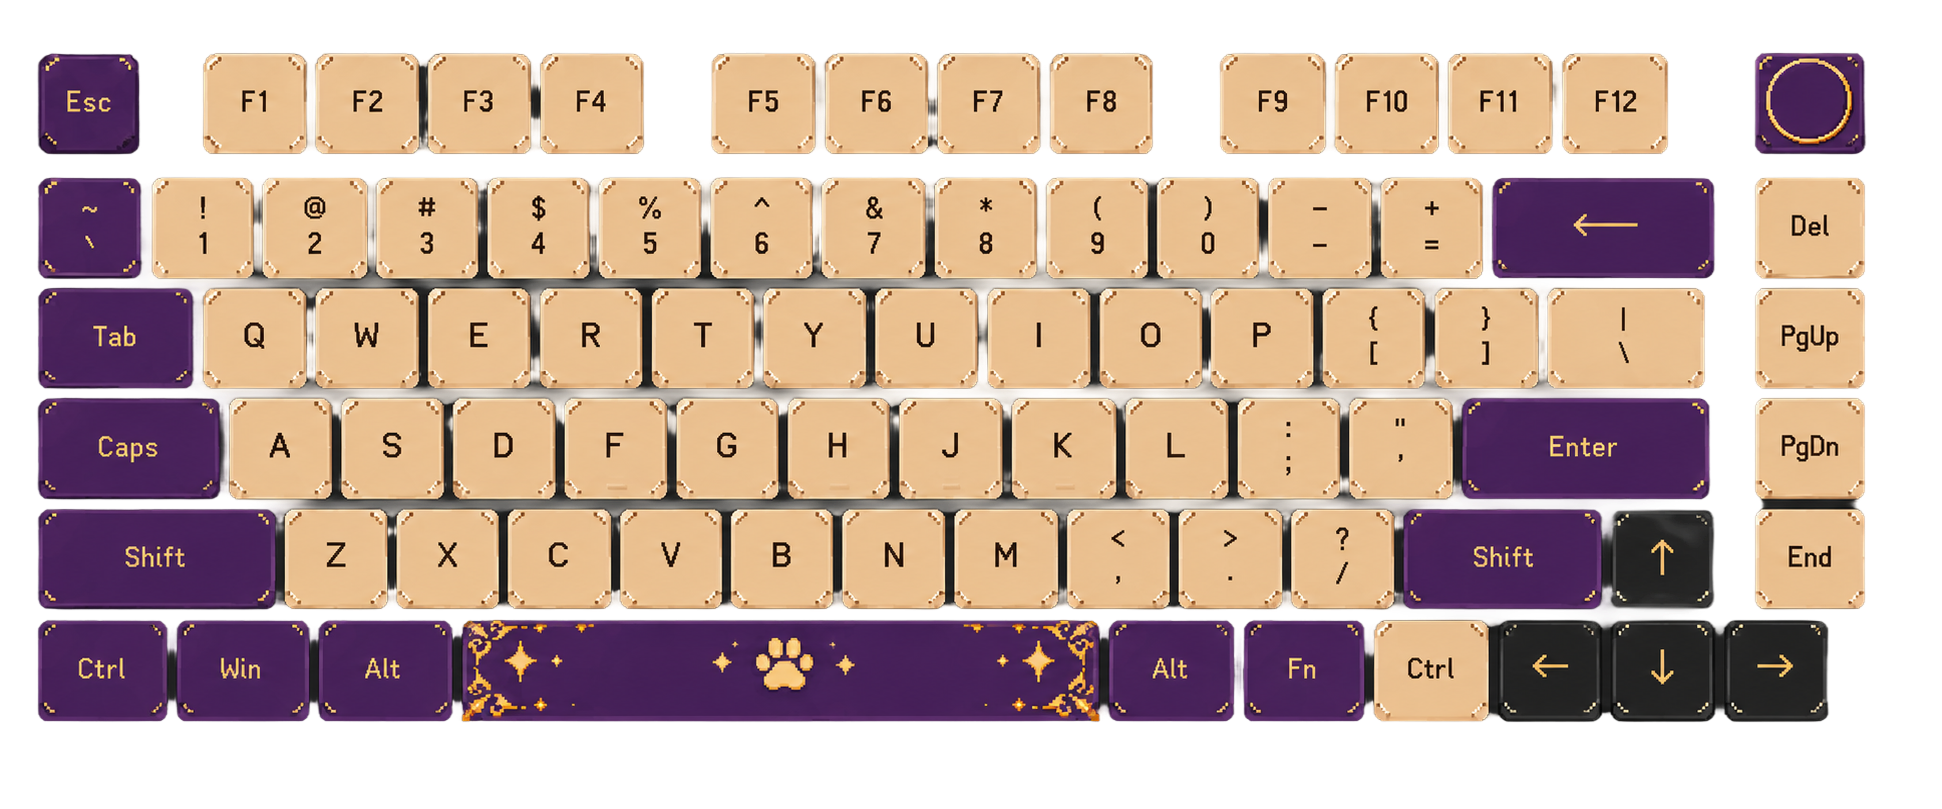 Esc F1 F2 F3 F4 F5 F6 F7 F8 F9 F10 F11 F12
~ ! @ # $ % ^ & * ( ) – +
\ 1 2 3 4 5 6 7 8 9 0 – = ← Del
Tab Q W E R T Y U I O P { } | PgUp
[ ] \
Caps A S D F G H J K L : " Enter PgDn
; ,
Shift Z X C V B N M < > ? Shift ↑ End
, . /
Ctrl Win Alt Alt Fn Ctrl ← ↓ →